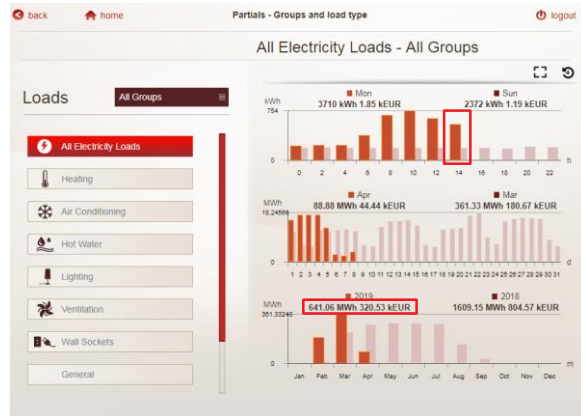 back home Partials - Groups and load type logout
All Electricity Loads - All Groups
Loads All Groups
All Electricity Loads
Heating
Air Conditioning
Hot Water
Lighting
Ventilation
Wall Sockets
General
kWh Mon Sun
3710 kWh 1.85 kEUR 2372 kWh 1.19 kEUR
754
0 h
0 2 4 6 8 10 12 14 16 18 20 22
MWh Apr Mar
88.88 MWh 44.44 kEUR 361.33 MWh 180.67 kEUR
0 d
1 2 3 4 5 6 7 8 9 10 11 12 13 14 15 16 17 18 19 20 21 22 23 24 25 26 27 28 29 30 31
MWh 2019 2018
641.06 MWh 320.53 kEUR 1609.15 MWh 804.57 kEUR
0 m
Jan Feb Mar Apr May Jun Jul Aug Sep Oct Nov Dec